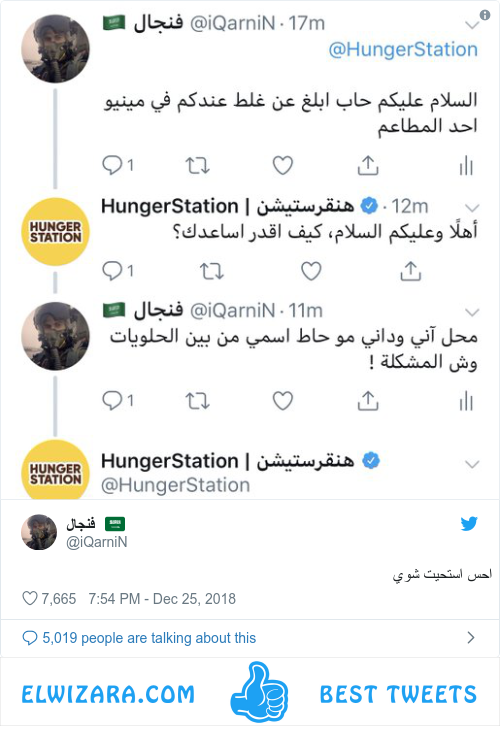 فنجال 🇸🇦 @iQarniN · 17m
@HungerStation
السلام عليكم حاب ابلغ عن غلط عندكم في مينيو
احد المطاعم
1
HungerStation | هنقرستيشن · 12m
HUNGER
STATION
أهلًا وعليكم السلام، كيف اقدر اساعدك؟
1
فنجال 🇸🇦 @iQarniN · 11m
محل آني وداني مو حاط اسمي من بين الحلويات
وش المشكلة !
1
HungerStation | هنقرستيشن
HUNGER
STATION
@HungerStation
فنجال 🇸🇦
@iQarniN
احس استحيت شوي
7,665 7:54 PM - Dec 25, 2018
5,019 people are talking about this
ELWIZARA.COM BEST TWEETS